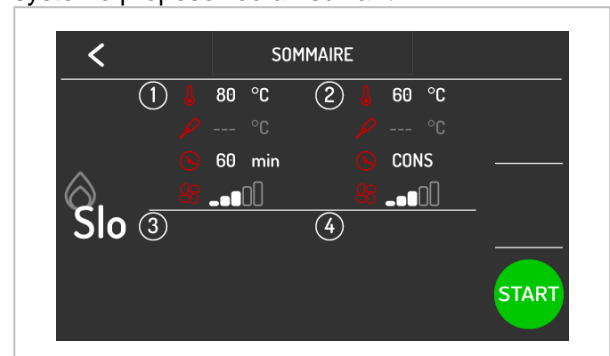 SOMMAIRE
① 80 °C ② 60 °C
--- °C --- °C
60 min CONS
Slo ③ ④
START